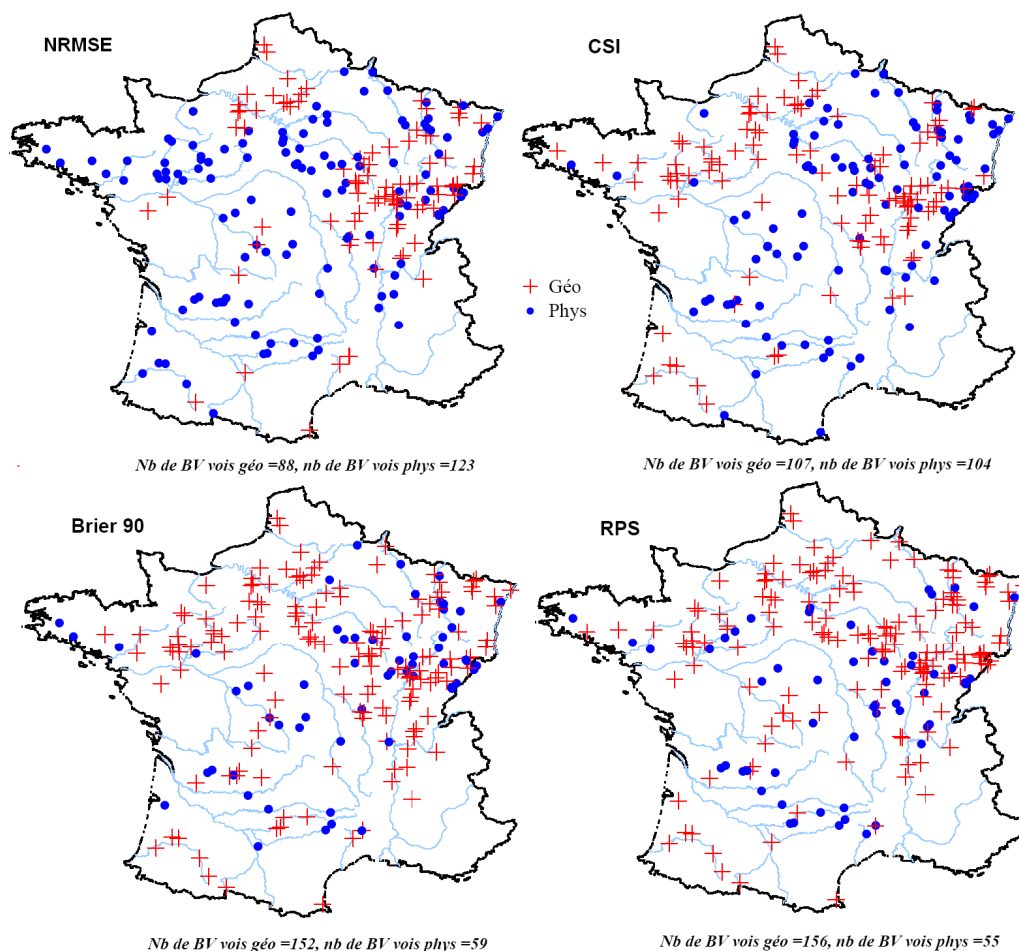 NRMSE
CSI
Géo
Phys
Nb de BV vois géo =88, nb de BV vois phys =123
Nb de BV vois géo =107, nb de BV vois phys =104
Brier 90
RPS
Nb de BV vois géo =152, nb de BV vois phys =59
Nb de BV vois géo =156, nb de BV vois phys =55